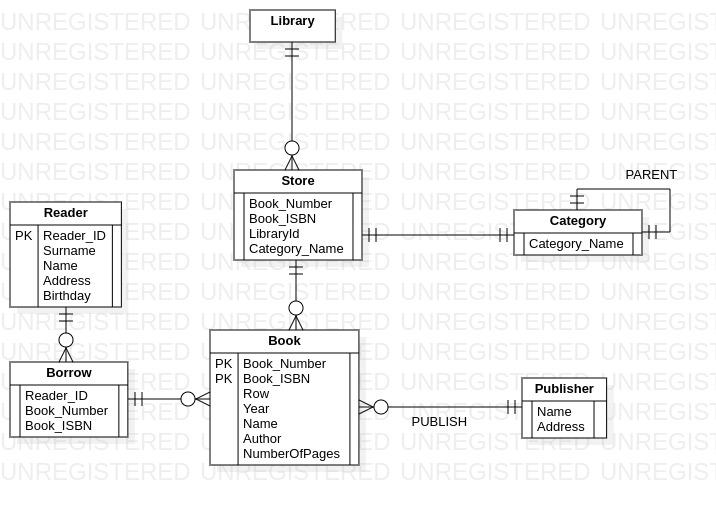 Library
Store
Book_Number
Book_ISBN
LibraryId
Category_Name
PARENT
Category
Category_Name
Reader
PK Reader_ID
Surname
Name
Address
Birthday
Borrow
Reader_ID
Book_Number
Book_ISBN
Book
PK Book_Number
PK Book_ISBN
Row
Year
Name
Author
NumberOfPages
PUBLISH
Publisher
Name
Address
UNREGISTERED UNREGISTERED UNREGISTERED UNREGIST